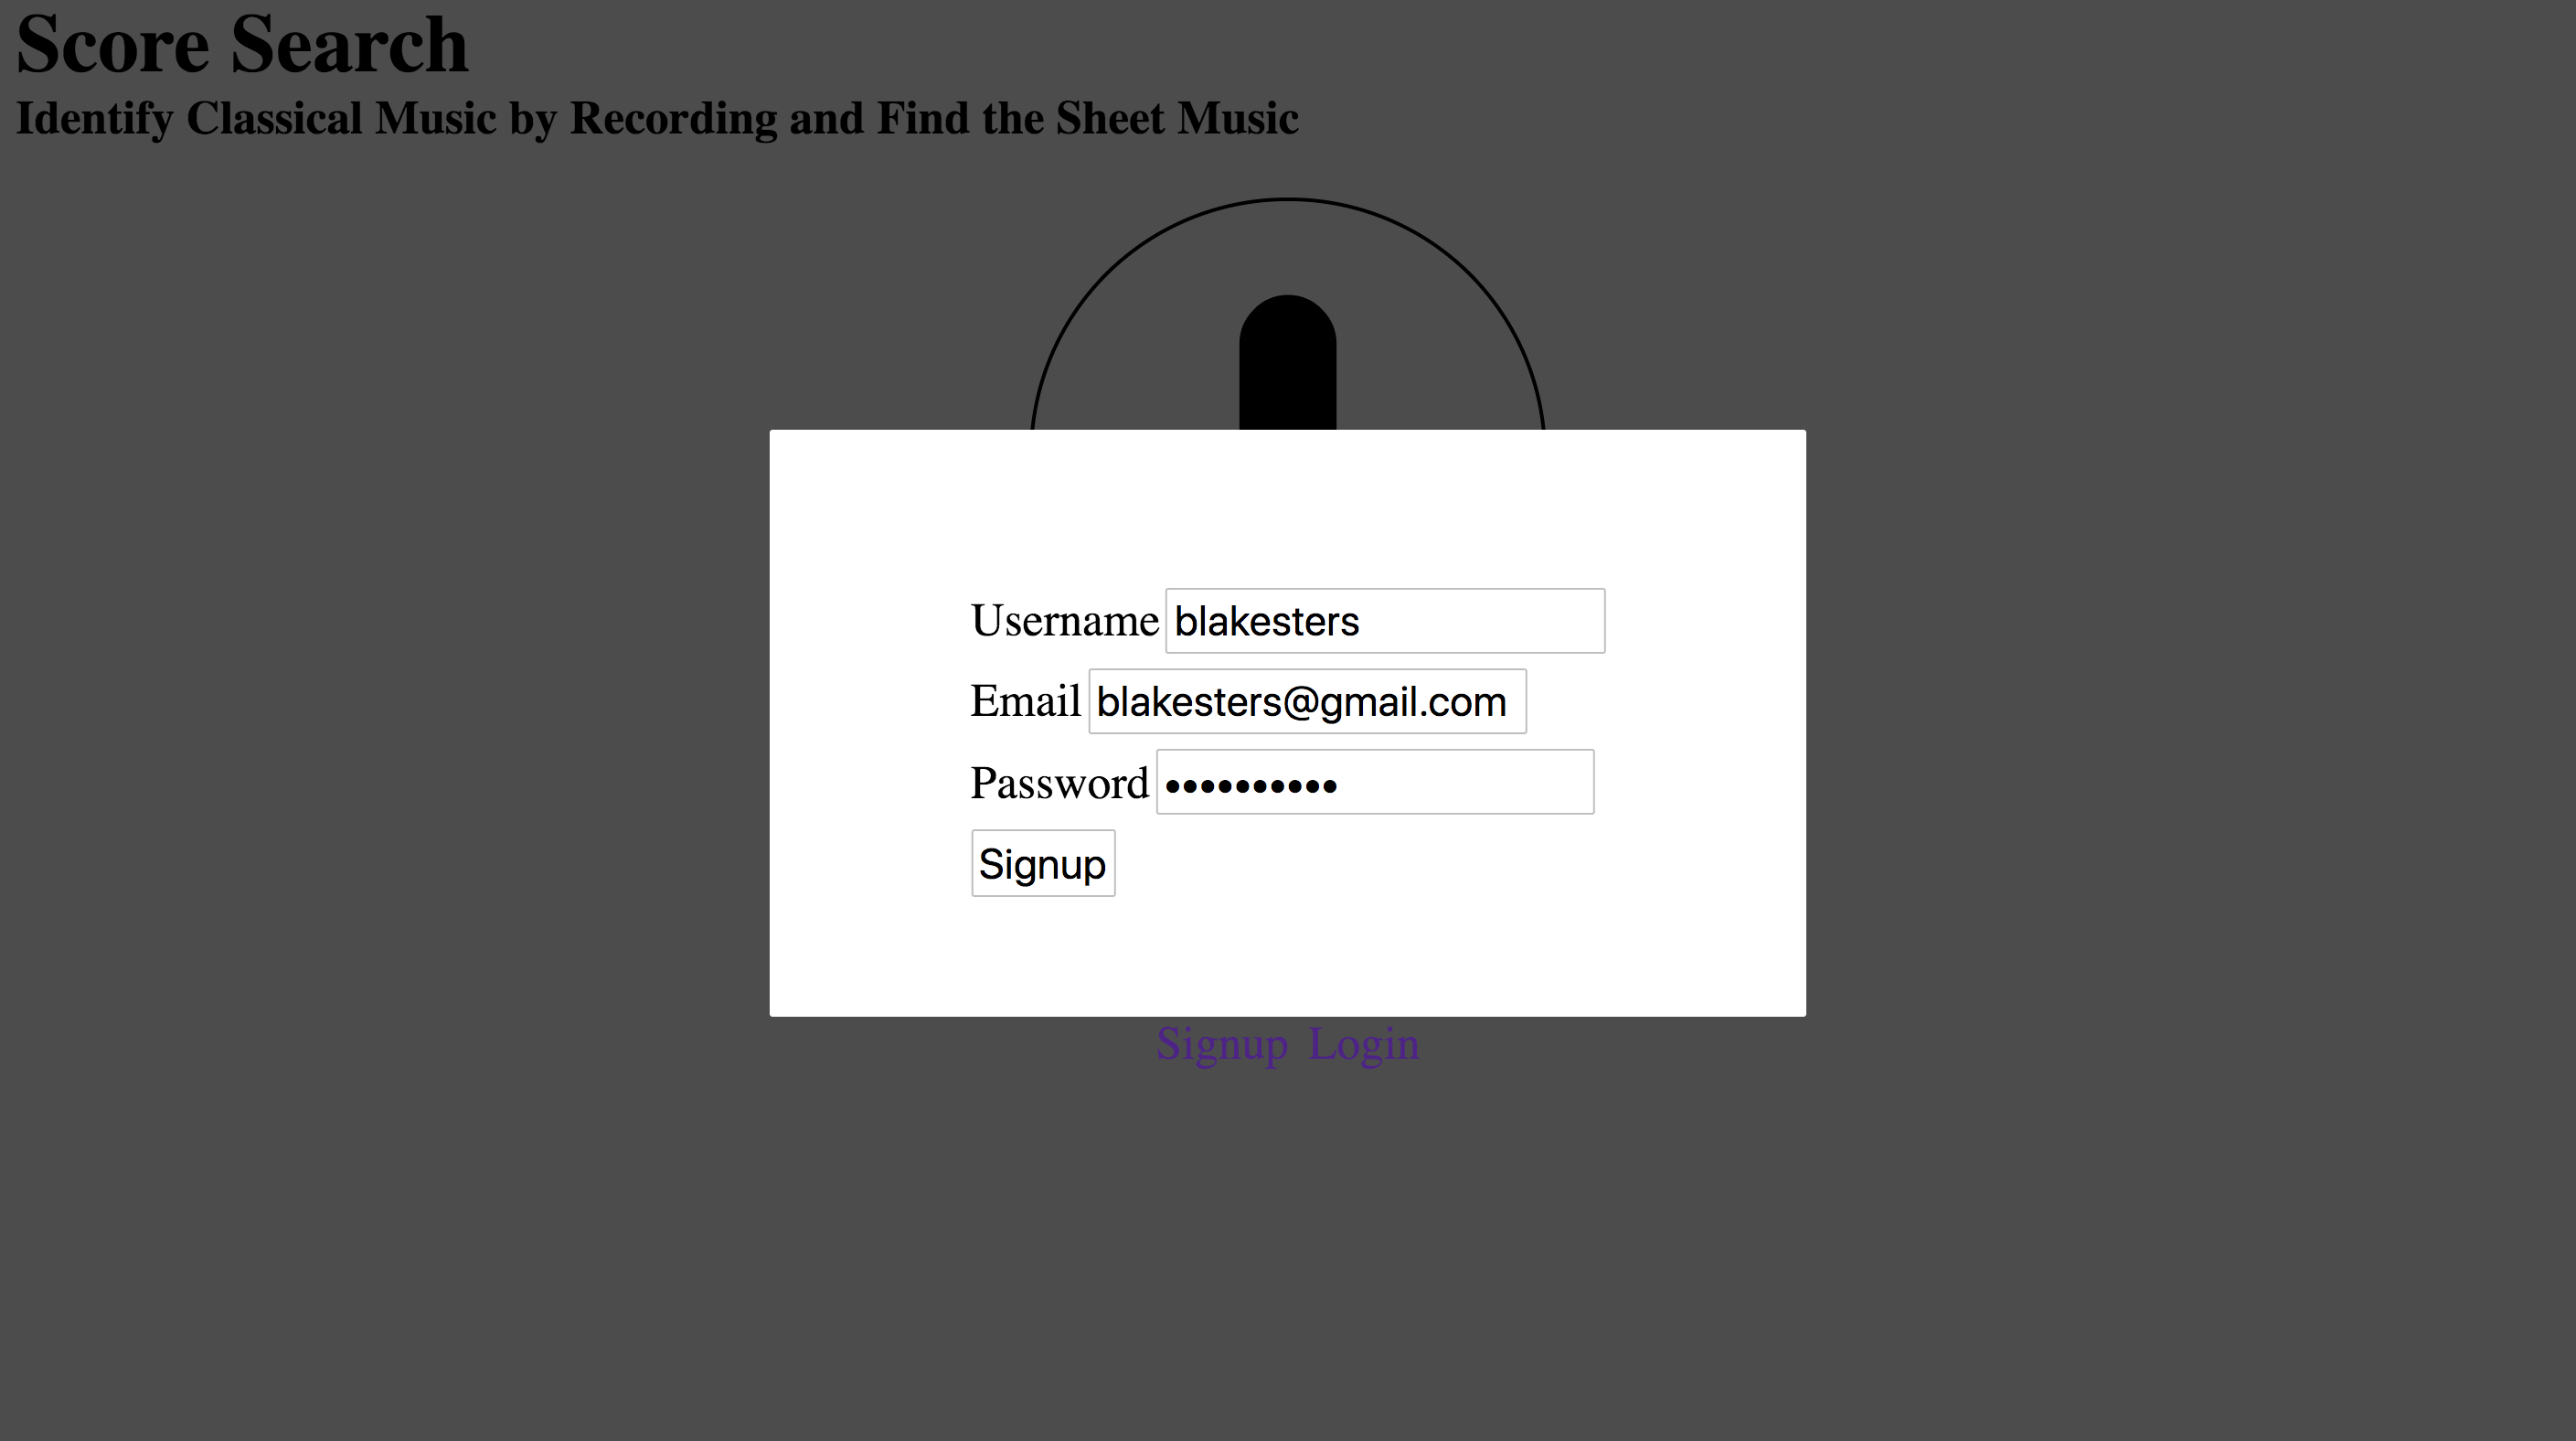 Score Search
Identify Classical Music by Recording and Find the Sheet Music
Username blakesters
Email blakesters@gmail.com
Password ••••••••••
Signup
Signup Login